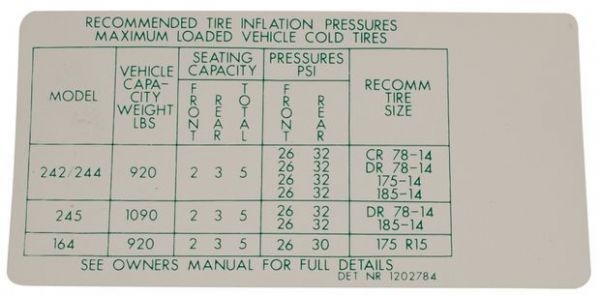 RECOMMENDED TIRE INFLATION PRESSURES
MAXIMUM LOADED VEHICLE COLD TIRES
MODEL VEHICLE CAPA- CITY WEIGHT LBS SEATING CAPACITY FRONT REAR TOTAL PRESSURES PSI FRONT REAR RECOMM TIRE SIZE
242/244 920 2 3 5 26 32 CR 78-14
26 32 DR 78-14
26 32 175-14
26 32 185-14
245 1090 2 3 5 26 32 DR 78-14
26 32 185-14
164 920 2 3 5 26 30 175 R15
SEE OWNERS MANUAL FOR FULL DETAILS
DET NR 1202784